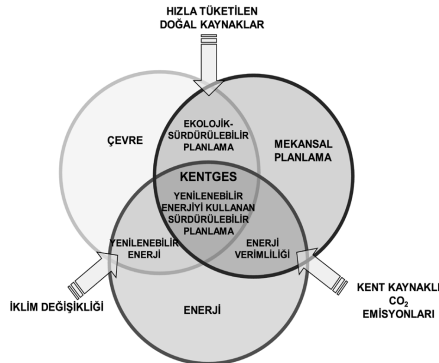 HIZLA TÜKETİLEN
DOĞAL KAYNAKLAR
ÇEVRE
EKOLOJİK-
SÜRDÜRÜLEBİLİR
PLANLAMA
MEKANSAL
PLANLAMA
KENTGES
YENİLENEBİLİR
ENERJİYİ KULLANAN
SÜRDÜRÜLEBİLİR
PLANLAMA
YENİLENEBİLİR
ENERJİ
ENERJİ
VERİMLİLİĞİ
İKLİM DEĞİŞİKLİĞİ
ENERJİ
KENT KAYNAKLI
CO₂
EMİSYONLARI